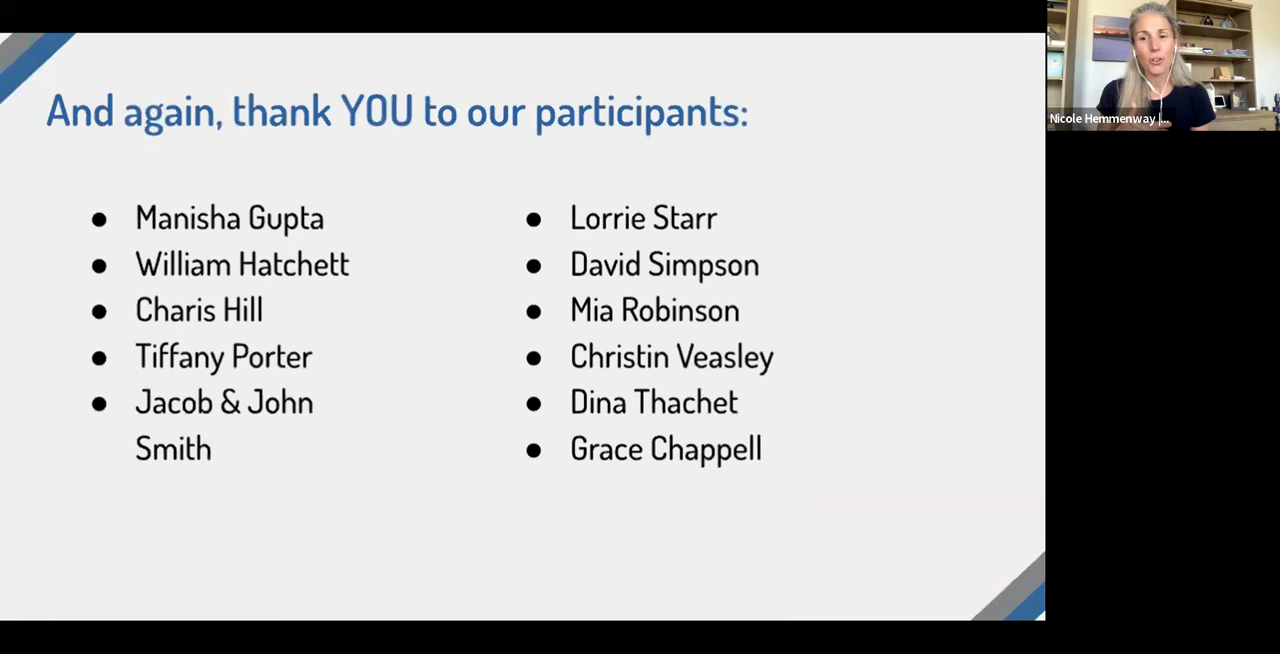 And again, thank YOU to our participants:
Manisha Gupta
William Hatchett
Charis Hill
Tiffany Porter
Jacob & John
Smith
Lorrie Starr
David Simpson
Mia Robinson
Christin Veasley
Dina Thachet
Grace Chappell
Nicole Hemmenway |...